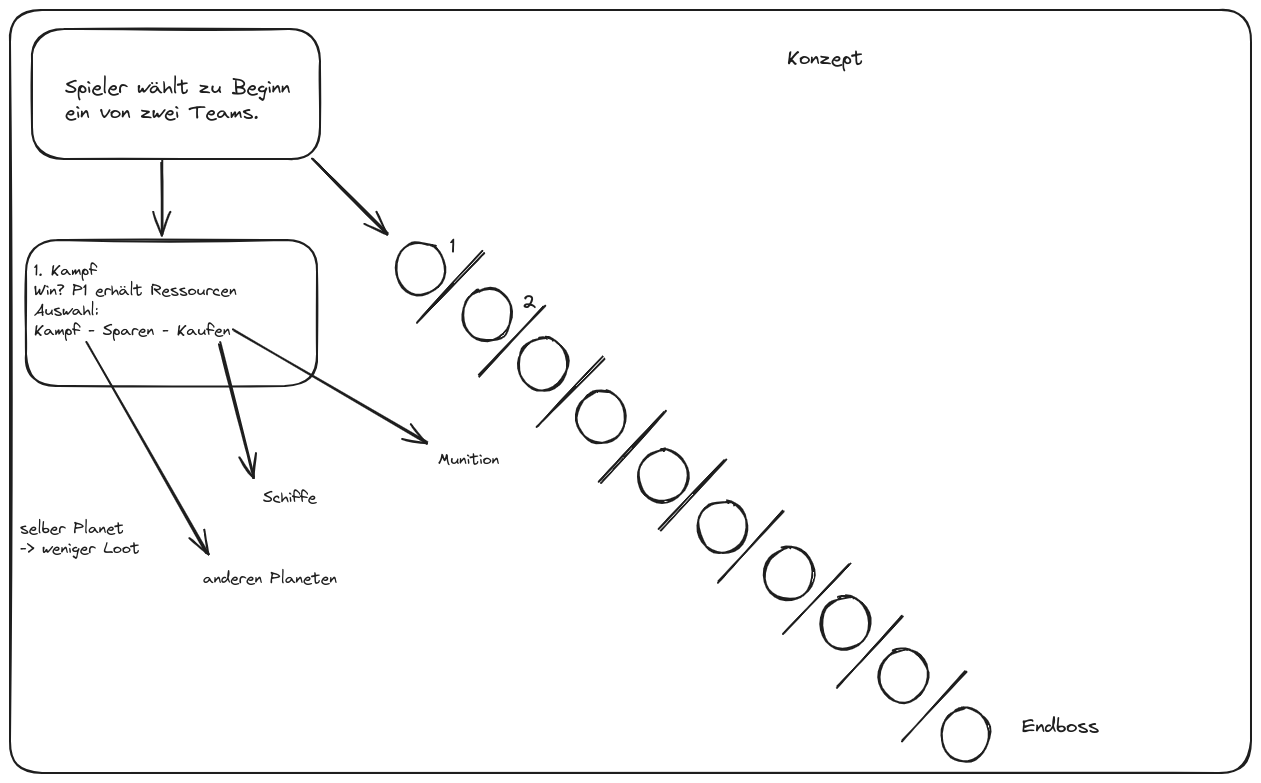 Konzept
Spieler wählt zu Beginn
ein von zwei Teams.
1
2
1. Kampf
Win? P1 erhält Ressourcen
Auswahl:
Kampf - Sparen - Kaufen
Munition
Schiffe
selber Planet
-> weniger Loot
anderen Planeten
Endboss